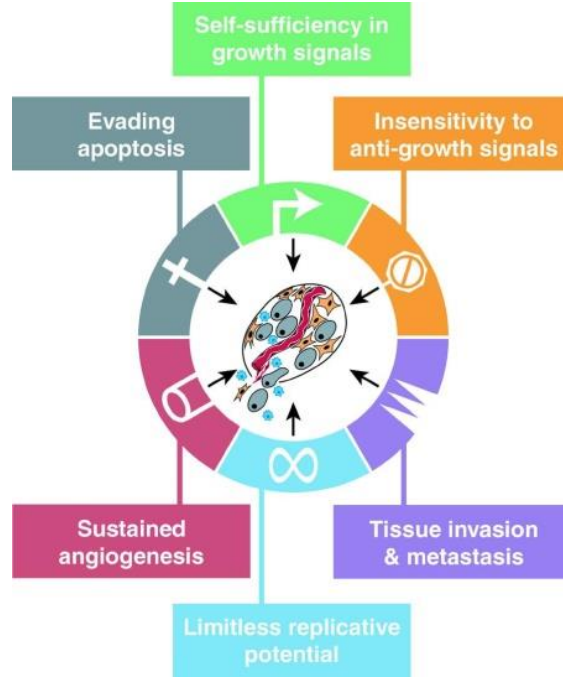 Self-sufficiency in
growth signals
Evading
apoptosis
Insensitivity to
anti-growth signals
Sustained
angiogenesis
Tissue invasion
& metastasis
Limitless replicative
potential